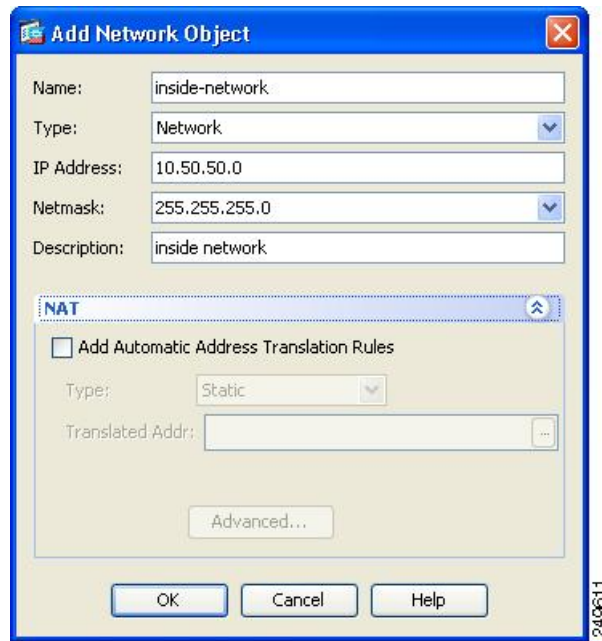 Add Network Object
Name: inside-network
Type: Network
IP Address: 10.50.50.0
Netmask: 255.255.255.0
Description: inside network
NAT
Add Automatic Address Translation Rules
Type: Static
Translated Addr: ...
Advanced...
OK Cancel Help
249611